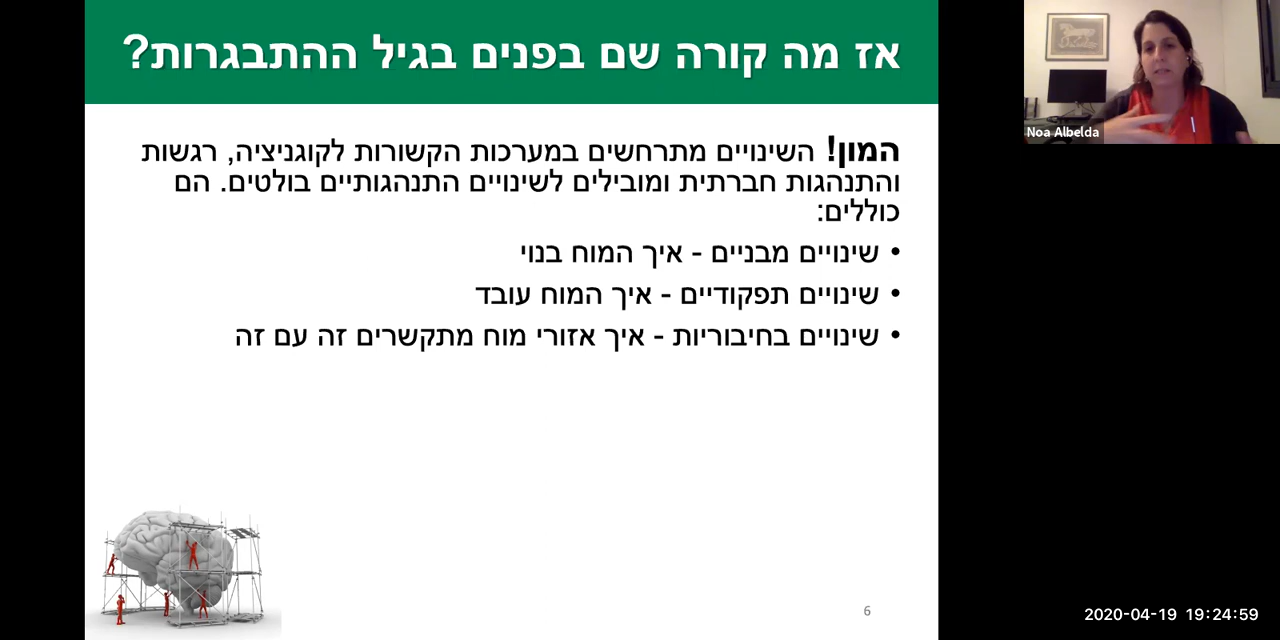 אז מה קורה שם בפנים בגיל ההתבגרות?
המון! השינויים מתרחשים במערכות הקשורות לקוגניציה, רגשות
והתנהגות חברתית ומובילים לשינויים התנהגותיים בולטים. הם
כוללים:
• שינויים מבניים - איך המוח בנוי
• שינויים תפקודיים - איך המוח עובד
• שינויים בחיבוריות - איך אזורי מוח מתקשרים זה עם זה
6
Noa Albelda
2020-04-19 19:24:59